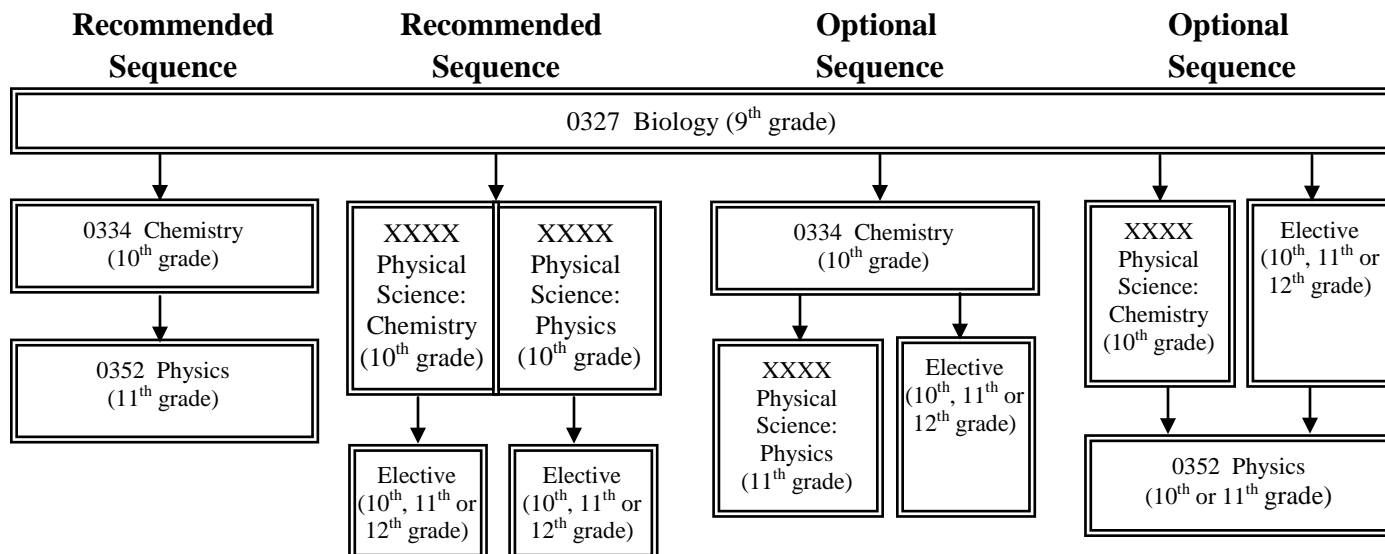 Recommended
Sequence
Recommended
Sequence
Optional
Sequence
Optional
Sequence
0327 Biology (9th grade)
0334 Chemistry
(10th grade)
0352 Physics
(11th grade)
XXXX
Physical
Science:
Chemistry
(10th grade)
XXXX
Physical
Science:
Physics
(10th grade)
Elective
(10th, 11th or
12th grade)
Elective
(10th, 11th or
12th grade)
0334 Chemistry
(10th grade)
XXXX
Physical
Science:
Physics
(11th grade)
Elective
(10th, 11th or
12th grade)
XXXX
Physical
Science:
Chemistry
(10th grade)
Elective
(10th, 11th or
12th grade)
0352 Physics
(10th or 11th grade)